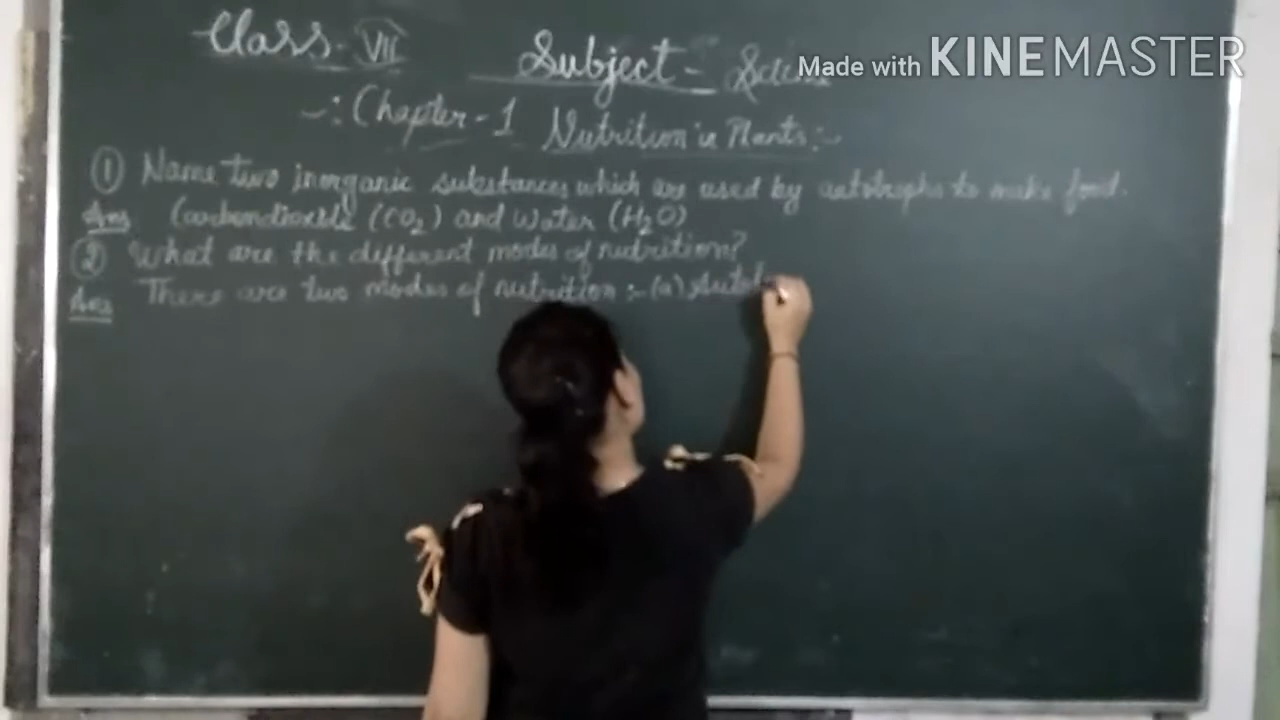 Made with KINEMASTER
Class- VII Subject - Science
-: Chapter-1 Nutrition in Plants:-
① Name two inorganic substances which are used by autotrophs to make food.
Ans Carbondioxide (CO₂) and Water (H₂O)
② What are the different modes of nutrition?
Ans There are two modes of nutrition :- (a) Autot